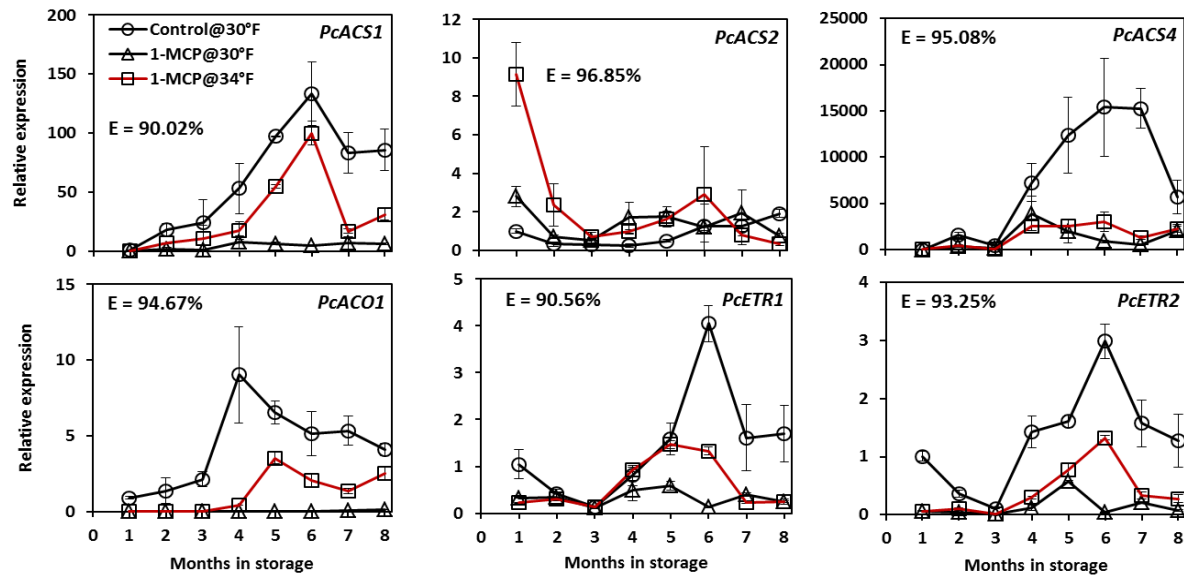 Relative expression
200
150
100
50
0
Control@30°F
1-MCP@30°F
1-MCP@34°F
PcACS1
E = 90.02%
12
10
8
6
4
2
0
PcACS2
E = 96.85%
25000
20000
15000
10000
5000
0
PcACS4
E = 95.08%
Relative expression
15
10
5
0
E = 94.67%
PcACO1
0 1 2 3 4 5 6 7 8
Months in storage
5
4
3
2
1
0
E = 90.56%
PcETR1
0 1 2 3 4 5 6 7 8
Months in storage
4
3
2
1
0
E = 93.25%
PcETR2
0 1 2 3 4 5 6 7 8
Months in storage